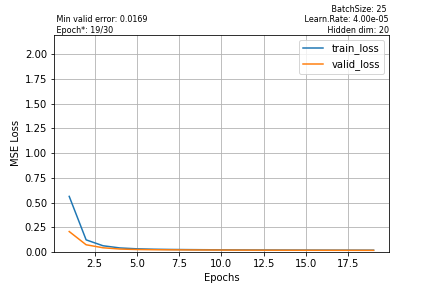 BatchSize: 25
Min valid error: 0.0169
Learn.Rate: 4.00e-05
Epoch*: 19/30
Hidden dim: 20
train_loss
valid_loss
2.00
1.75
1.50
1.25
1.00
0.75
0.50
0.25
0.00
MSE Loss
2.5 5.0 7.5 10.0 12.5 15.0 17.5
Epochs